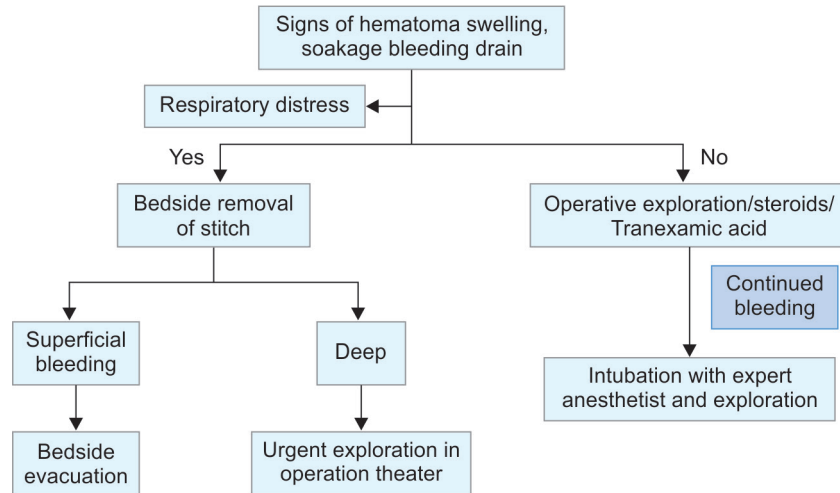 Signs of hematoma swelling,
soakage bleeding drain
Respiratory distress
Yes
No
Bedside removal
of stitch
Operative exploration/steroids/
Tranexamic acid
Continued
bleeding
Superficial
bleeding
Deep
Intubation with expert
anesthetist and exploration
Bedside
evacuation
Urgent exploration in
operation theater